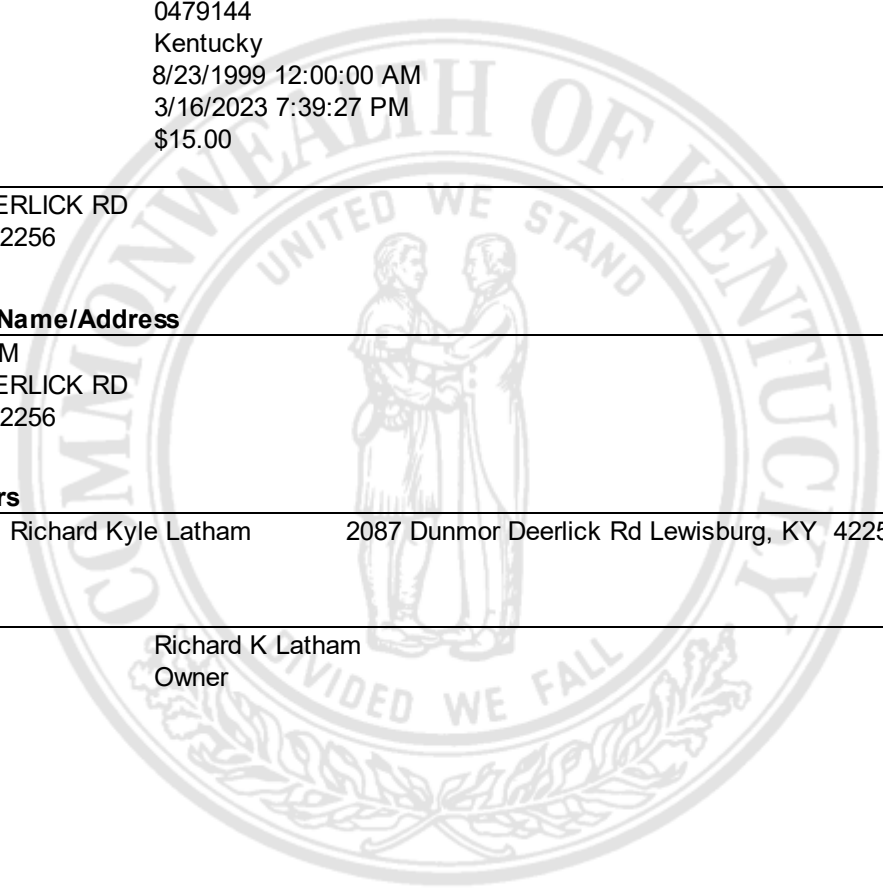 0479144
Kentucky
8/23/1999 12:00:00 AM
3/16/2023 7:39:27 PM
$15.00
ERLICK RD
2256
Name/Address
M
ERLICK RD
2256
rs
Richard Kyle Latham 2087 Dunmor Deerlick Rd Lewisburg, KY 4225
Richard K Latham
Owner
COMMONWEALTH OF KENTUCKY
UNITED WE STAND
DIVIDED WE FALL